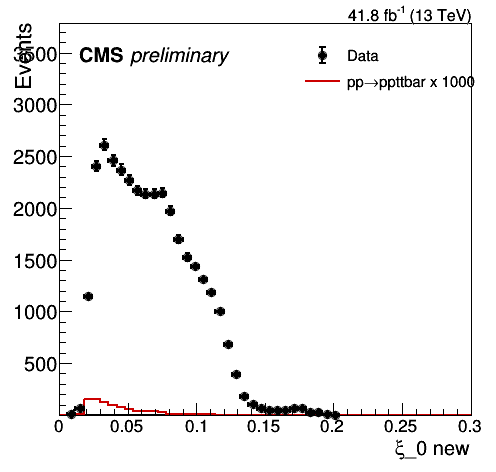 41.8 fb⁻¹ (13 TeV)
Events
CMS preliminary
Data
pp→ppttbar x 1000
3500
3000
2500
2000
1500
1000
500
0 0.05 0.1 0.15 0.2 0.25 0.3
ξ_0 new